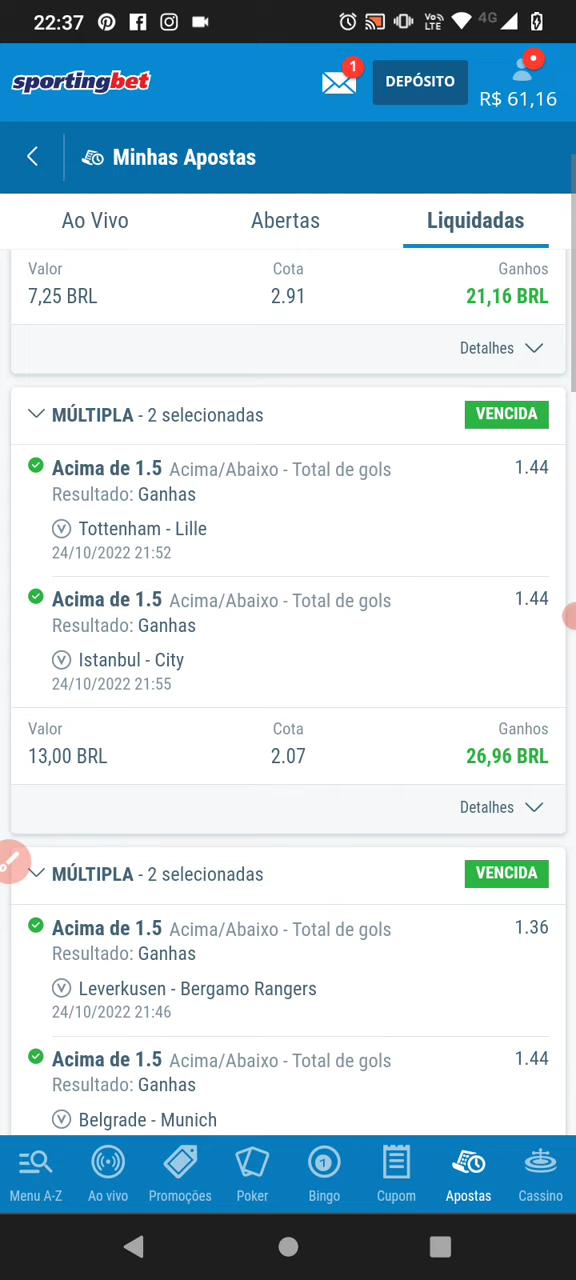 22:37 Vo)) LTE 4G
sportingbet 1 DEPÓSITO R$ 61,16
Minhas Apostas
Ao Vivo Abertas Liquidadas
Valor Cota Ganhos
7,25 BRL 2.91 21,16 BRL
Detalhes
MÚLTIPLA - 2 selecionadas VENCIDA
Acima de 1.5 Acima/Abaixo - Total de gols 1.44
Resultado: Ganhas
V Tottenham - Lille
24/10/2022 21:52
Acima de 1.5 Acima/Abaixo - Total de gols 1.44
Resultado: Ganhas
V Istanbul - City
24/10/2022 21:55
Valor Cota Ganhos
13,00 BRL 2.07 26,96 BRL
Detalhes
MÚLTIPLA - 2 selecionadas VENCIDA
Acima de 1.5 Acima/Abaixo - Total de gols 1.36
Resultado: Ganhas
V Leverkusen - Bergamo Rangers
24/10/2022 21:46
Acima de 1.5 Acima/Abaixo - Total de gols 1.44
Resultado: Ganhas
V Belgrade - Munich
Menu A-Z Ao vivo Promoções Poker Bingo Cupom Apostas Cassino